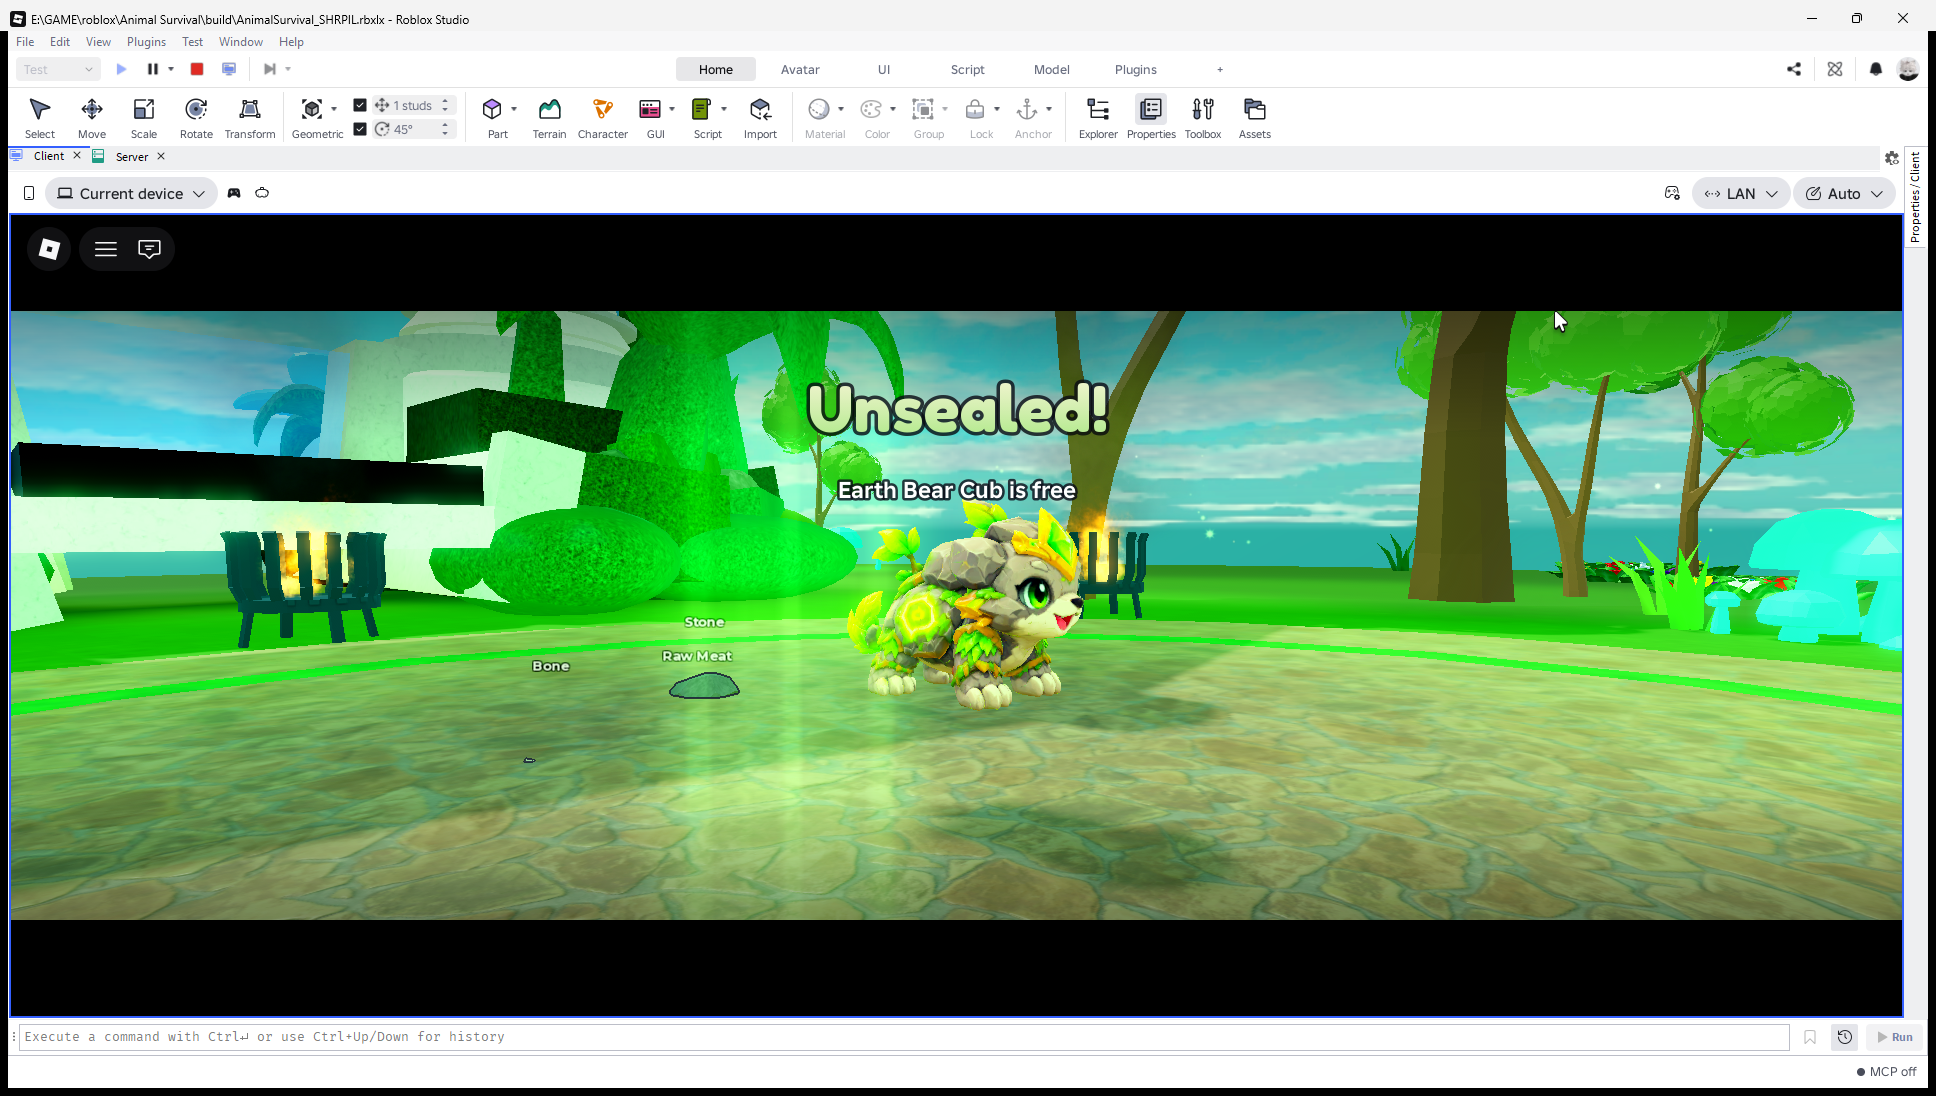 E:\GAME\roblox\Animal Survival\build\AnimalSurvival_SHRPIL.rbxlx - Roblox Studio
File Edit View Plugins Test Window Help
Test Home Avatar UI Script Model Plugins +
1 studs
45°
Select Move Scale Rotate Transform Geometric Part Terrain Character GUI Script Import Material Color Group Lock Anchor Explorer Properties Toolbox Assets
Client Server
Properties / Client
Current device LAN Auto
Unsealed!
Earth Bear Cub is free
Stone
Raw Meat
Bone
Execute a command with Ctrl↵ or use Ctrl+Up/Down for history
Run
MCP off